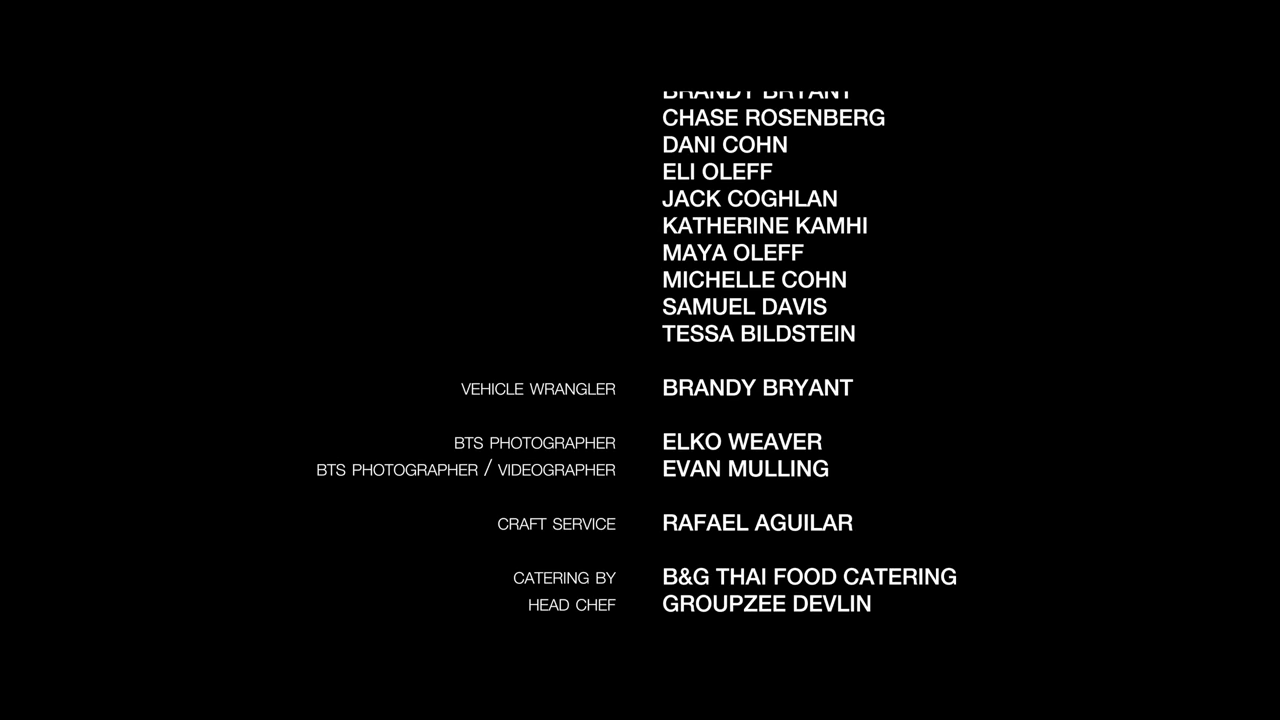 BRANDY BRYANT
CHASE ROSENBERG
DANI COHN
ELI OLEFF
JACK COGHLAN
KATHERINE KAMHI
MAYA OLEFF
MICHELLE COHN
SAMUEL DAVIS
TESSA BILDSTEIN
VEHICLE WRANGLER BRANDY BRYANT
BTS PHOTOGRAPHER ELKO WEAVER
BTS PHOTOGRAPHER / VIDEOGRAPHER EVAN MULLING
CRAFT SERVICE RAFAEL AGUILAR
CATERING BY B&G THAI FOOD CATERING
HEAD CHEF GROUPZEE DEVLIN